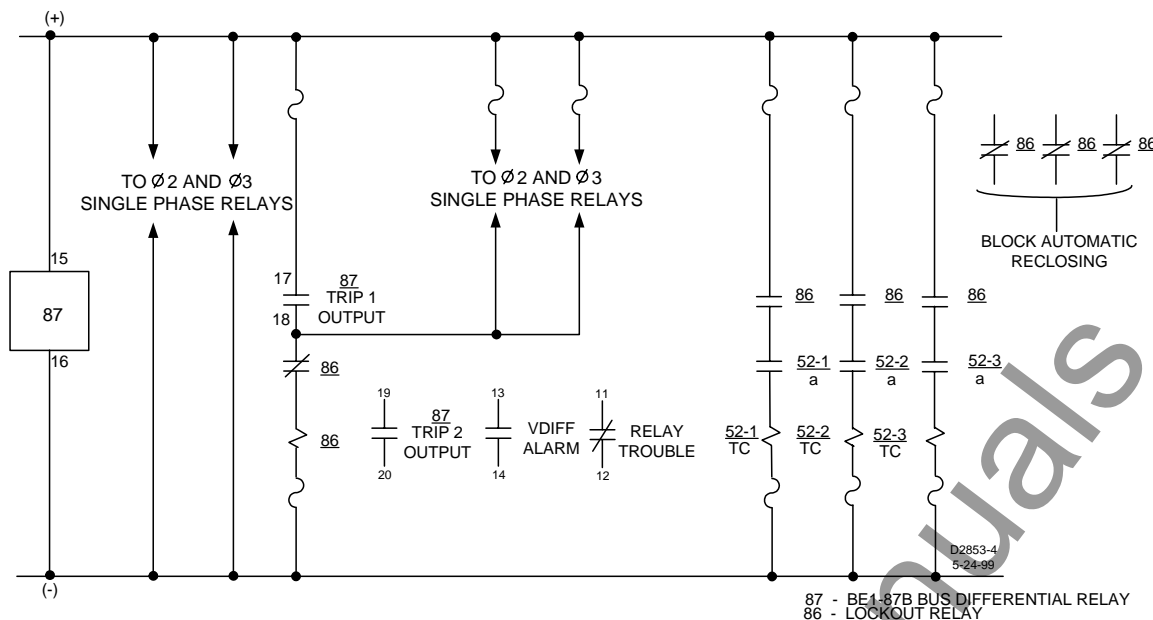 (+)
TO Ø2 AND Ø3
SINGLE PHASE RELAYS
TO Ø2 AND Ø3
SINGLE PHASE RELAYS
86
86
86
BLOCK AUTOMATIC
RECLOSING
15
87
16
17
87
TRIP 1
OUTPUT
18
86
86
86
86
86
19
87
TRIP 2
OUTPUT
20
13
VDIFF
ALARM
14
11
RELAY
TROUBLE
12
52-1
a
52-2
a
52-3
a
52-1
TC
52-2
TC
52-3
TC
D2853-4
5-24-99
(-)
87 - BE1-87B BUS DIFFERENTIAL RELAY
86 - LOCKOUT RELAY
nuals